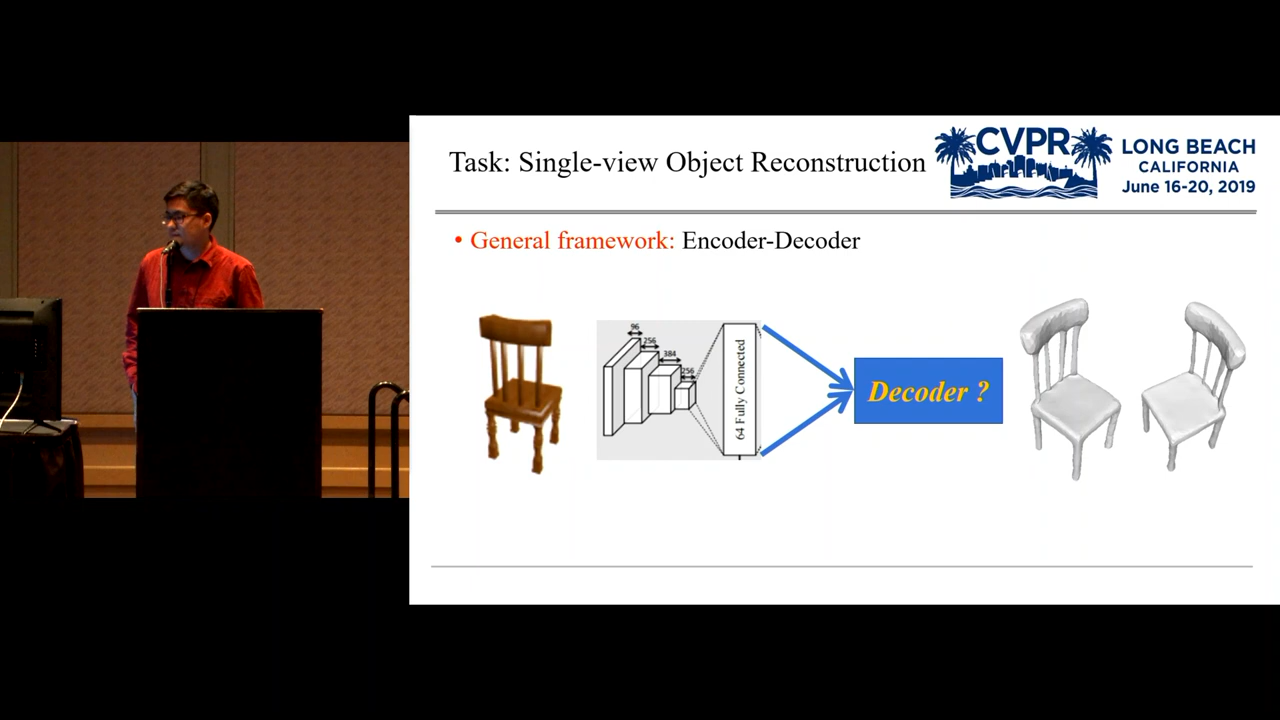 Task: Single-view Object Reconstruction
CVPR
LONG BEACH
CALIFORNIA
June 16-20, 2019
• General framework: Encoder-Decoder
96
256
384
256
64 Fully Connected
Decoder ?